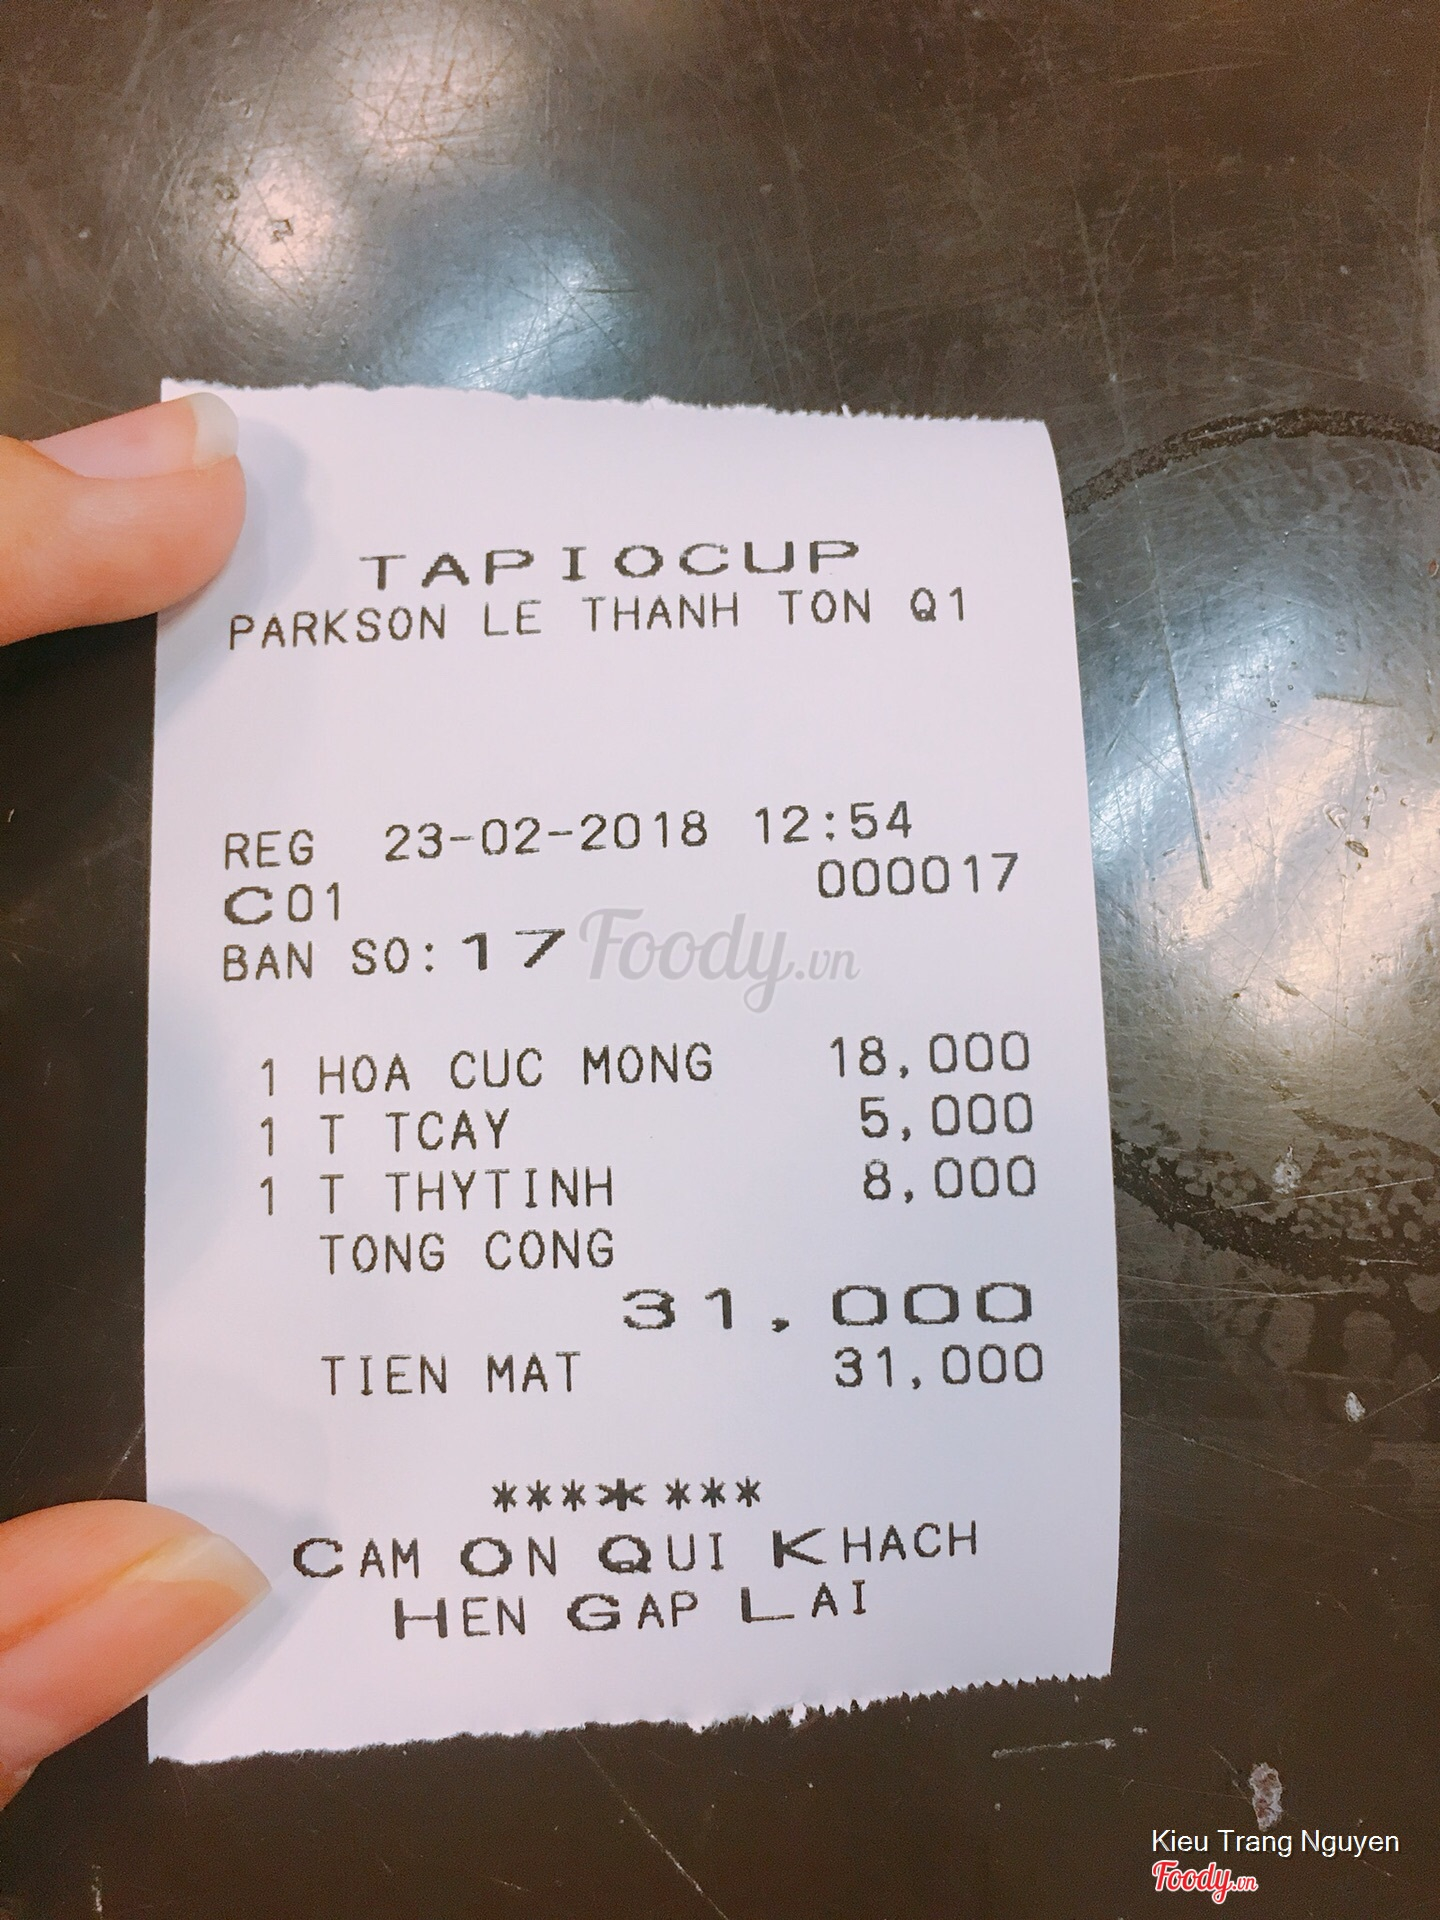 TAPIOCUP
PARKSON LE THANH TON Q1
REG 23-02-2018 12:54
C01 000017
BAN SO: 17
Foody.vn
1 HOA CUC MONG 18,000
1 T TCAY 5,000
1 T THYTINH 8,000
TONG CONG
31,000
TIEN MAT 31,000
*******
CAM ON QUI KHACH
HEN GAP LAI
Kieu Trang Nguyen
Foody.vn